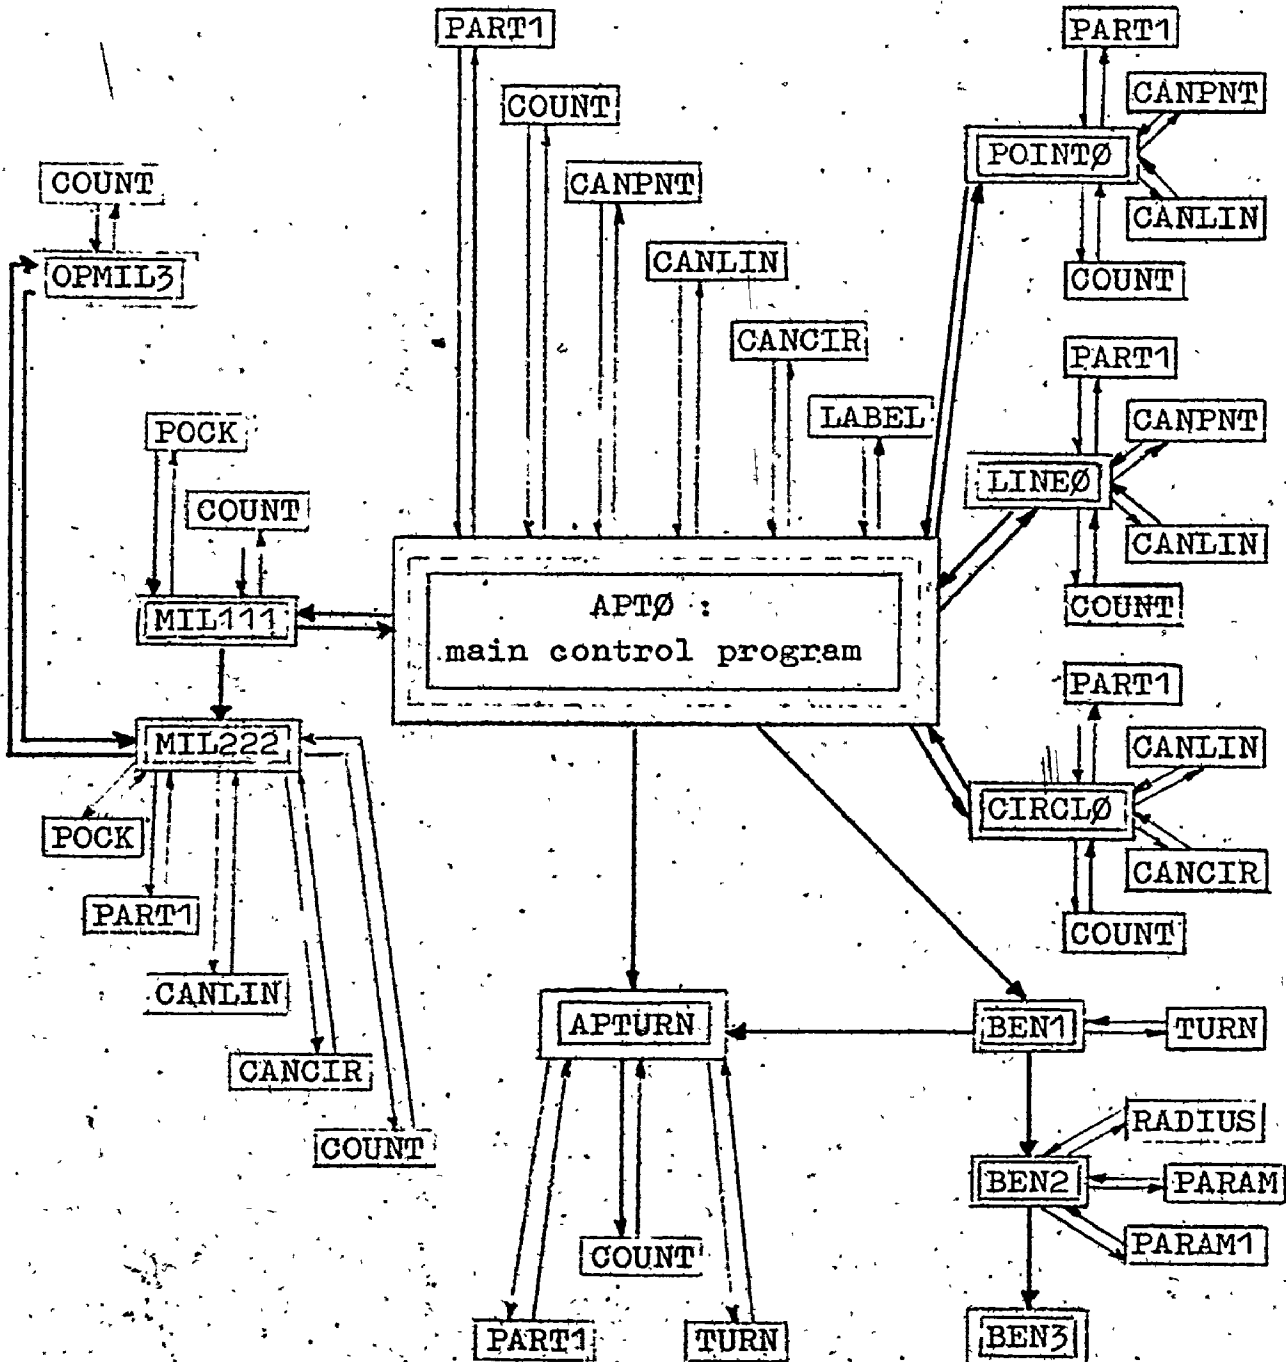 PART1
PART1
COUNT
CANPNT
POINTØ
COUNT
CANPNT
CANLIN
OPMIL3
CANLIN
COUNT
CANCIR
PART1
LABEL
CANPNT
POCK
LINEØ
COUNT
CANLIN
APTØ :
COUNT
MIL111
main control program
PART1
MIL222
CANLIN
CIRCLØ
POCK
CANCIR
PART1
COUNT
CANLIN
APTURN
BEN1
TURN
CANCIR
RADIUS
COUNT
BEN2
PARAM
PARAM1
COUNT
PART1
TURN
BEN3